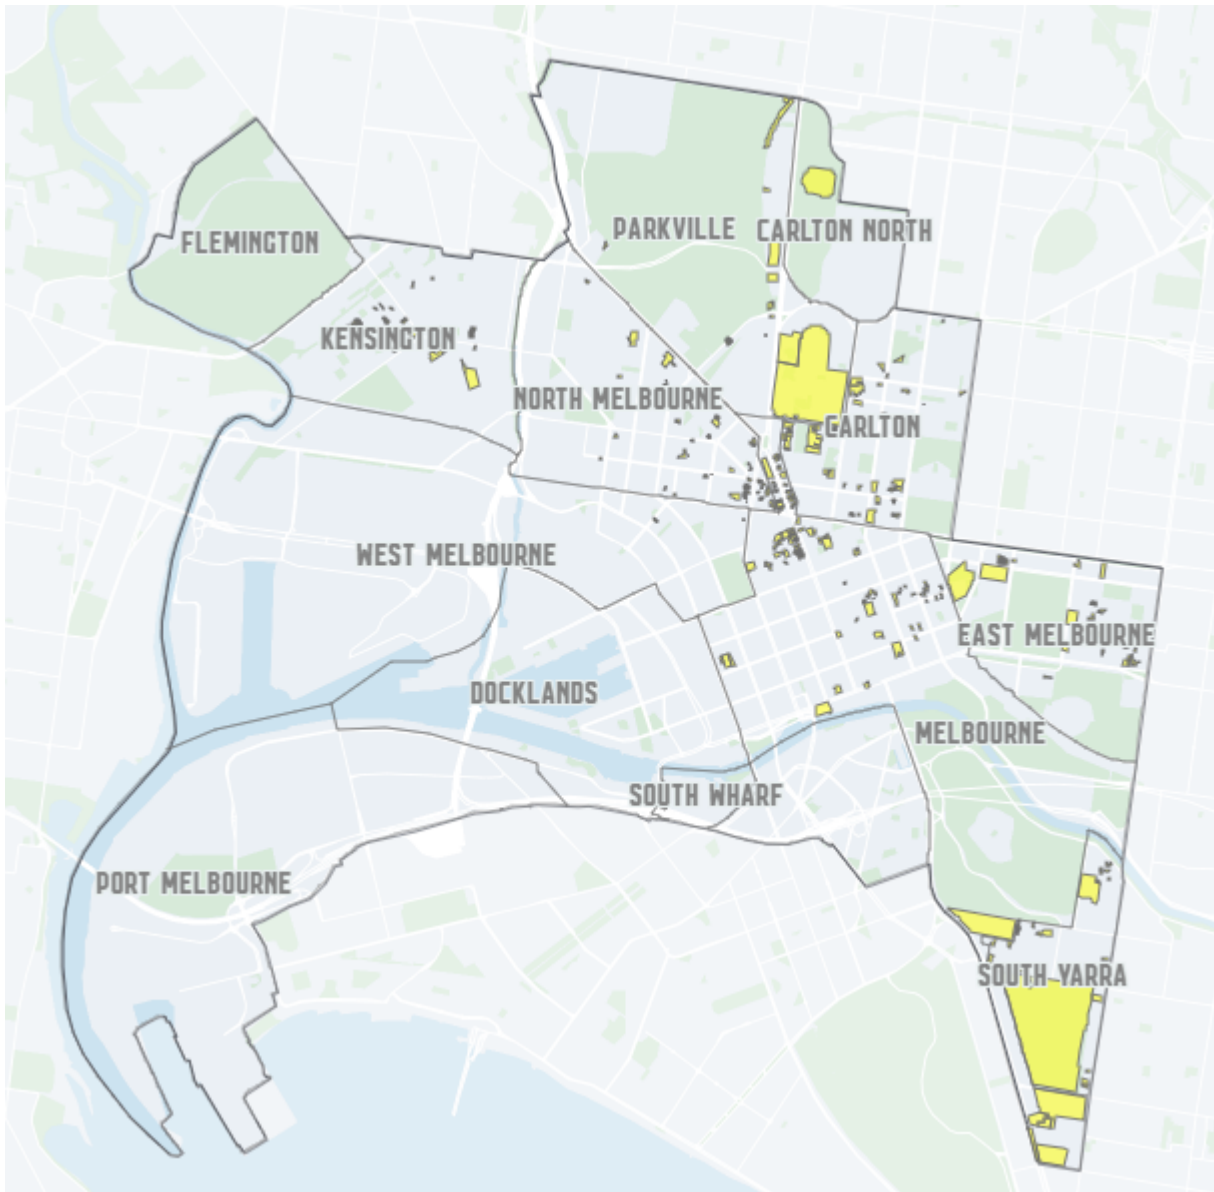 PARKVILLE
CARLTON NORTH
FLEMINGTON
KENSINGTON
NORTH MELBOURNE
CARLTON
WEST MELBOURNE
EAST MELBOURNE
DOCKLANDS
MELBOURNE
SOUTH WHARF
PORT MELBOURNE
SOUTH YARRA